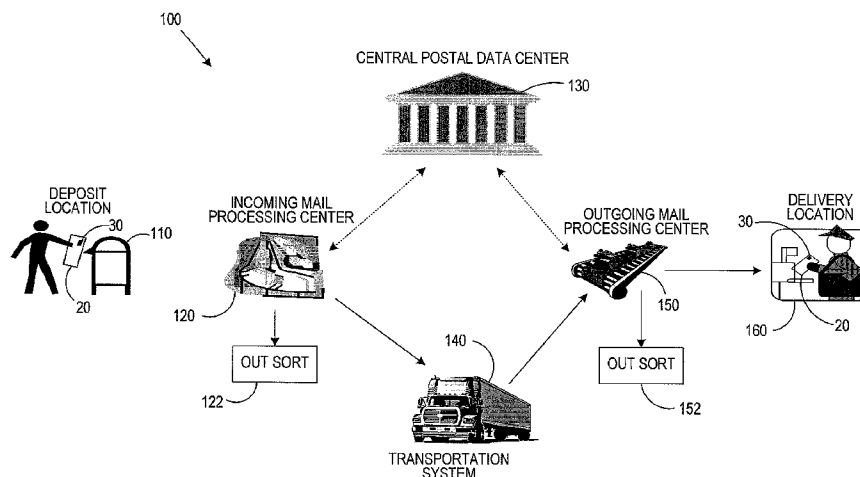 100
CENTRAL POSTAL DATA CENTER
130
DEPOSIT
LOCATION
30
110
20
INCOMING MAIL
PROCESSING CENTER
120
OUT SORT
122
140
TRANSPORTATION
SYSTEM
OUTGOING MAIL
PROCESSING CENTER
150
OUT SORT
152
DELIVERY
LOCATION
30
20
160